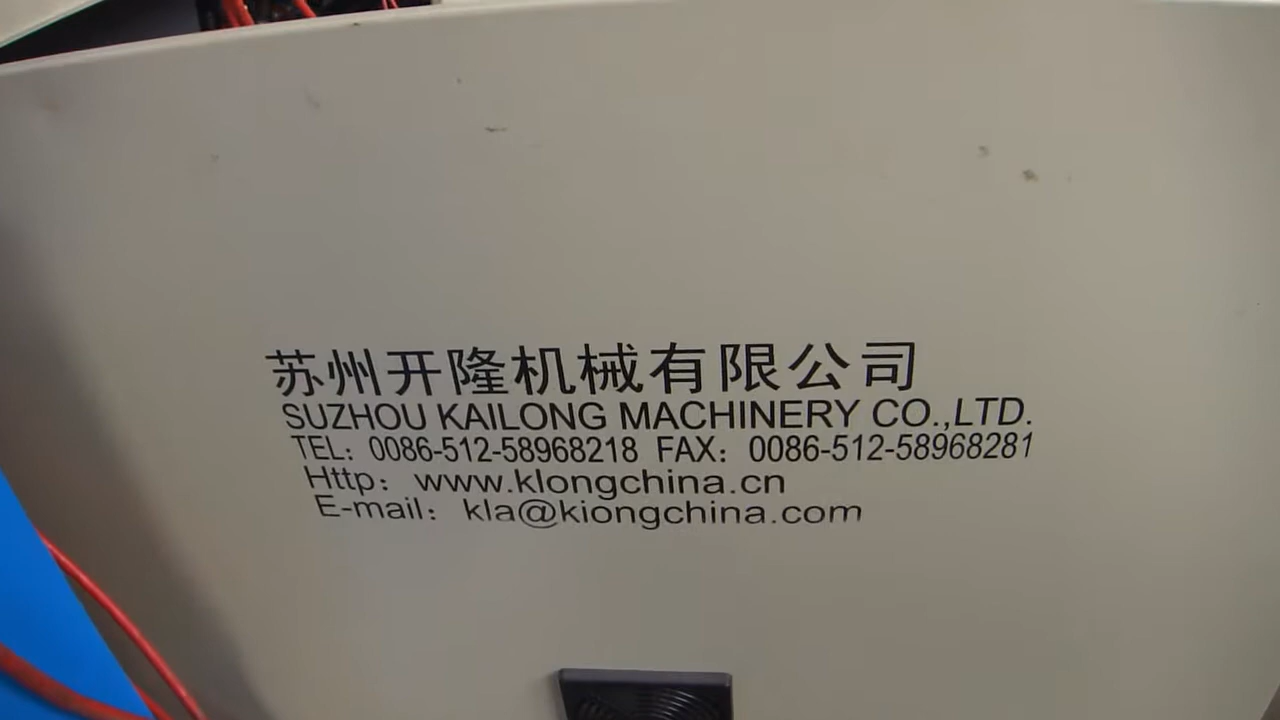 苏州开隆机械有限公司
SUZHOU KAILONG MACHINERY CO.,LTD.
TEL：0086-512-58968218 FAX：0086-512-58968281
Http：www.klongchina.cn
E-mail：kla@kiongchina.com